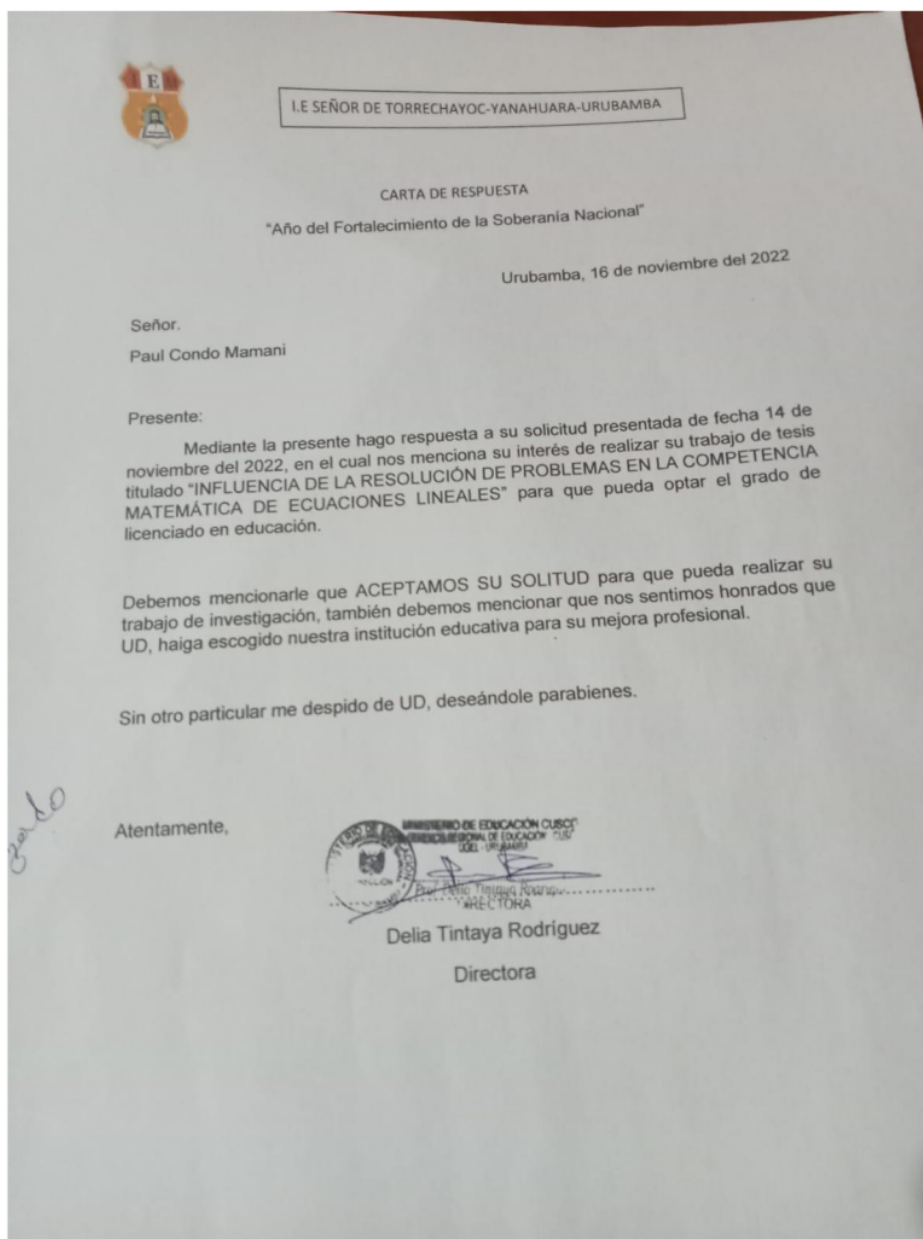 I E M
I.E SEÑOR DE TORRECHAYOC-YANAHUARA-URUBAMBA
CARTA DE RESPUESTA
"Año del Fortalecimiento de la Soberanía Nacional"
Urubamba, 16 de noviembre del 2022
Señor.
Paul Condo Mamani
Presente:
Mediante la presente hago respuesta a su solicitud presentada de fecha 14 de
noviembre del 2022, en el cual nos menciona su interés de realizar su trabajo de tesis
titulado "INFLUENCIA DE LA RESOLUCIÓN DE PROBLEMAS EN LA COMPETENCIA
MATEMÁTICA DE ECUACIONES LINEALES" para que pueda optar el grado de
licenciado en educación.
Debemos mencionarle que ACEPTAMOS SU SOLITUD para que pueda realizar su
trabajo de investigación, también debemos mencionar que nos sentimos honrados que
UD, haiga escogido nuestra institución educativa para su mejora profesional.
Sin otro particular me despido de UD, deseándole parabienes.
Atentamente,
MINISTERIO DE EDUCACIÓN CUSCO
REGIONAL DE EDUCACIÓN
UGEL - URUBAMBA
Delia Tintaya Rodríguez
Directora